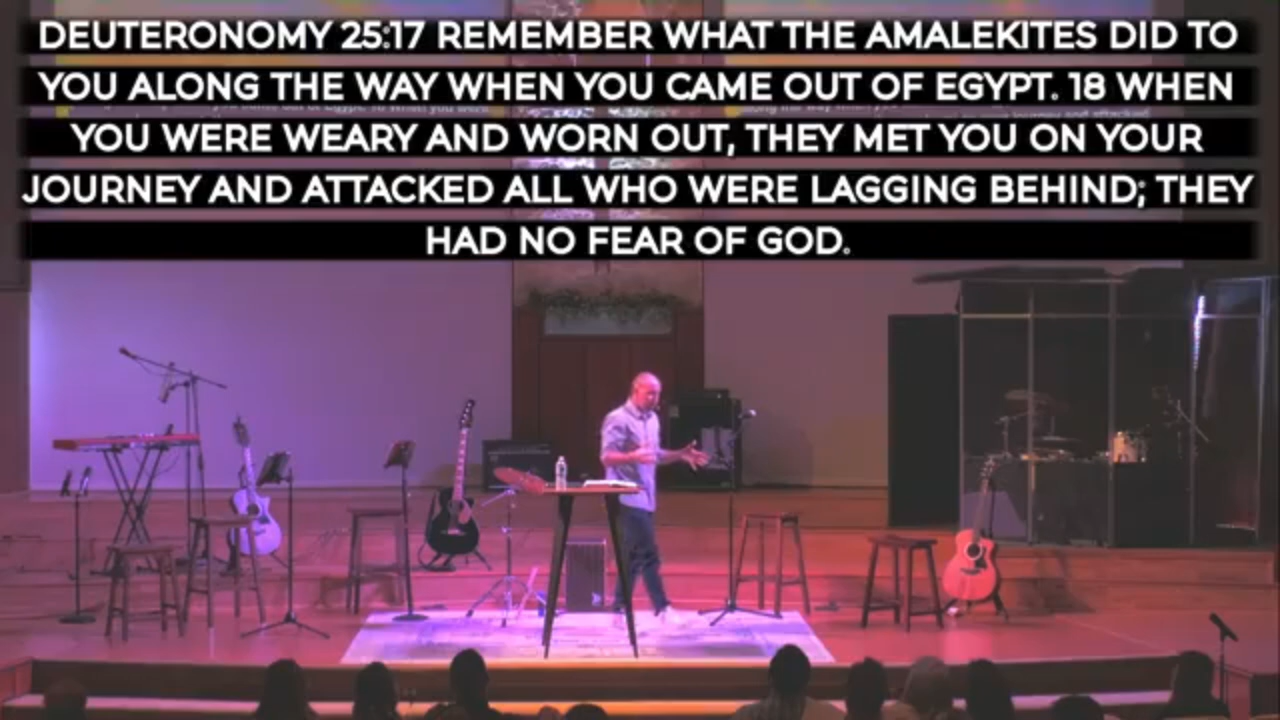 DEUTERONOMY 25:17 REMEMBER WHAT THE AMALEKITES DID TO
YOU ALONG THE WAY WHEN YOU CAME OUT OF EGYPT. 18 WHEN
YOU WERE WEARY AND WORN OUT, THEY MET YOU ON YOUR
JOURNEY AND ATTACKED ALL WHO WERE LAGGING BEHIND; THEY
HAD NO FEAR OF GOD.